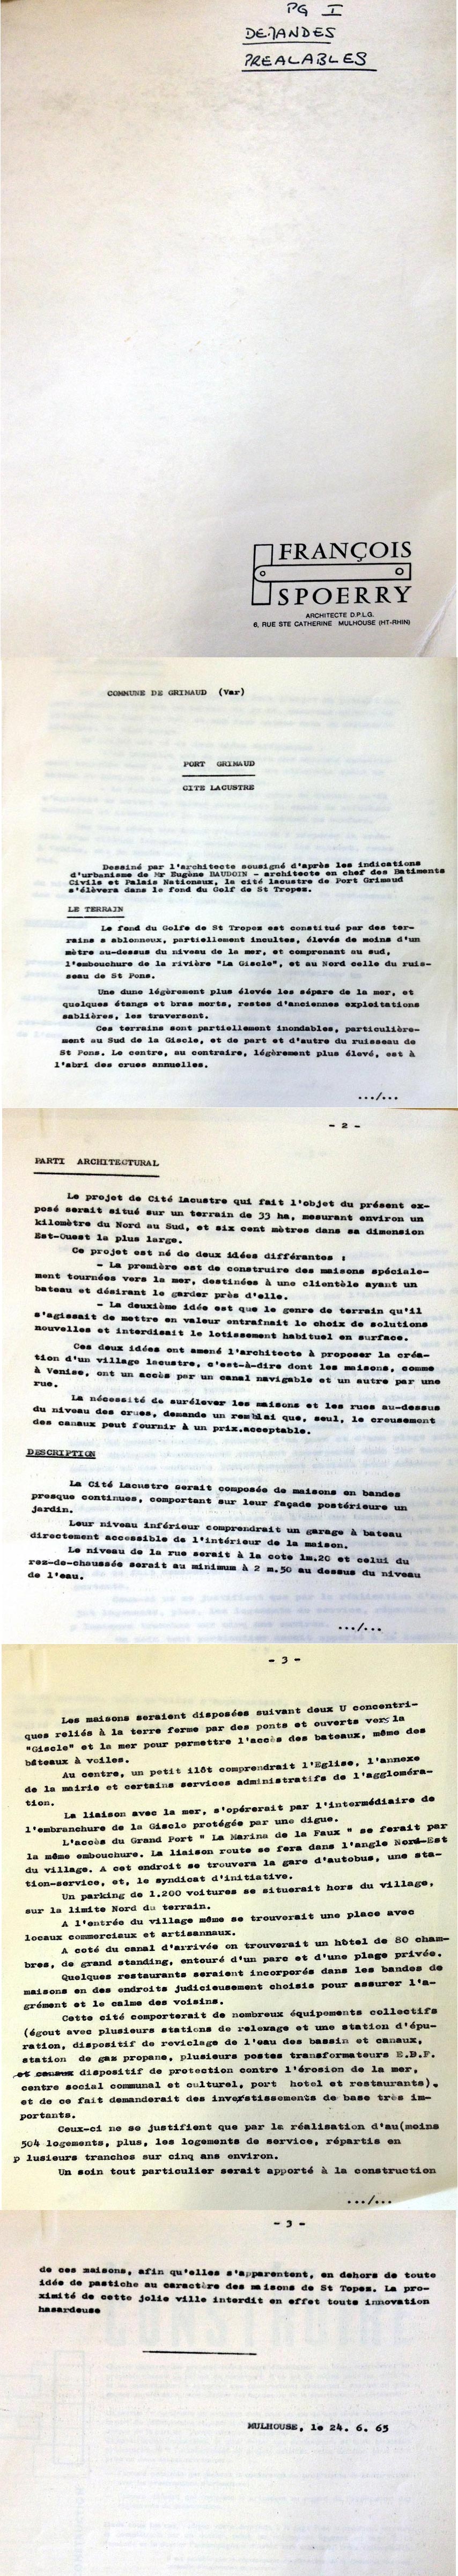 PG I
DEMANDES
PREALABLES
FRANÇOIS
SPOERRY
ARCHITECTE D.P.L.G.
6, RUE STE CATHERINE MULHOUSE (HT-RHIN)
COMMUNE DE GRIMAUD (Var)
PORT GRIMAUD
CITE LACUSTRE
Dessiné par l'architecte sousigné d'après les indications
d'urbanisme de Mr Eugène BAUDOIN - architecte en chef des Batiments
Civils et Palais Nationaux, la cité lacustre de Port Grimaud
s'élèvera dans le fond du Golf de St Tropez.
LE TERRAIN
Le fond du Golfe de St Tropez est constitué par des ter-
rains s ablonneux, partiellement incultes, élevés de moins d'un
mètre au-dessus du niveau de la mer, et comprenant au sud,
l'embouchure de la rivière "La Giscle", et au Nord celle du ruis-
seau de St Pons.
Une dune légèrement plus élevée les sépare de la mer, et
quelques étangs et bras morts, restes d'anciennes exploitations
sablières, les traversent.
Ces terrains sont partiellement inondables, particulière-
ment au Sud de la Giscle, et de part et d'autre du ruisseau de
St Pons. Le centre, au contraire, légèrement plus élevé, est à
l'abri des crues annuelles.
.../...
- 2 -
PARTI ARCHITECTURAL
Le projet de Cité Lacustre qui fait l'objet du présent ex-
posé serait situé sur un terrain de 33 ha, mesurant environ un
kilomètre du Nord au Sud, et six cent mètres dans sa dimension
Est-Ouest la plus large.
Ce projet est né de deux idées différantes :
- La première est de construire des maisons spéciale-
ment tournées vers la mer, destinées à une clientèle ayant un
bateau et désirant le garder près d'elle.
- La deuxième idée est que le genre de terrain qu'il
s'agissait de mettre en valeur entraînait le choix de solutions
nouvelles et interdisait le lotissement habituel en surface.
Ces deux idées ont amené l'architecte à proposer la créa-
tion d'un village lacustre, c'est-à-dire dont les maisons, comme
à Venise, ont un accès par un canal navigable et un autre par une
rue.
La nécessité de surélever les maisons et les rues au-dessus
du niveau des crues, demande un remblai que, seul, le creusement
des canaux peut fournir à un prix.acceptable.
DESCRIPTION
La Cité Lacustre serait composée de maisons en bandes
presque continues, comportant sur leur façade postérieure un
jardin.
Leur niveau inférieur comprendrait un garage à bateau
directement accessible de l'intérieur de la maison.
Le niveau de la rue serait à la cote 1m.20 et celui du
rez-de-chaussée serait au minimum à 2 m.50 au dessus du niveau
de l'eau.
.../...
- 3 -
Les maisons seraient disposées suivant deux U concentri-
ques reliés à la terre ferme par des ponts et ouverts vers la
"Giscle" et la mer pour permettre l'accès des bateaux, même des
bâteaux à voiles.
Au centre, un petit ilôt comprendrait l'Eglise, l'annexe
de la mairie et certains services administratifs de l'aggloméra-
tion.
La liaison avec la mer, s'opérerait par l'intermédiaire de
l'embranchure de la Giscle protégée par une digue.
L'accès du Grand Port " La Marina de la Faux " se ferait par
la même embouchure. La liaison route se fera dans l'angle Nord-Est
du village. A cet endroit se trouvera la gare d'autobus, une sta-
tion-service, et, le syndicat d'initiative.
Un parking de 1.200 voitures se situerait hors du village,
sur la limite Nord du terrain.
A l'entrée du village même se trouverait une place avec
locaux commerciaux et artisannaux.
A coté du canal d'arrivée on trouverait un hôtel de 80 cham-
bres, de grand standing, entouré d'un parc et d'une plage privée.
Quelques restaurants seraient incorporés dans les bandes de
maisons en des endroits judicieusement choisis pour assurer l'a-
grément et le calme des voisins.
Cette cité comporterait de nombreux équipements collectifs
(égout avec plusieurs stations de relevage et une station d'épu-
ration, dispositif de reviclage de l'eau des bassin et canaux,
station de gas propane, plusieurs postes transformateurs E.D.F.
et canaux dispositif de protection contre l'érosion de la mer,
centre social communal et culturel, port hotel et restaurants),
et de ce fait demanderait des investissements de base très im-
portants.
Ceux-ci ne se justifient que par la réalisation d'au(moins
504 logements, plus, les logements de service, répartis en
p lusieurs tranches sur cinq ans environ.
Un soin tout particulier serait apporté à la construction
.../...
- 3 -
de ces maisons, afin qu'elles s'apparentent, en dehors de toute
idée de pastiche au caractère des maisons de St Topez. La pro-
ximité de cette jolie ville interdit en effet toute innovation
hasardeuse
MULHOUSE, le 24. 6. 65